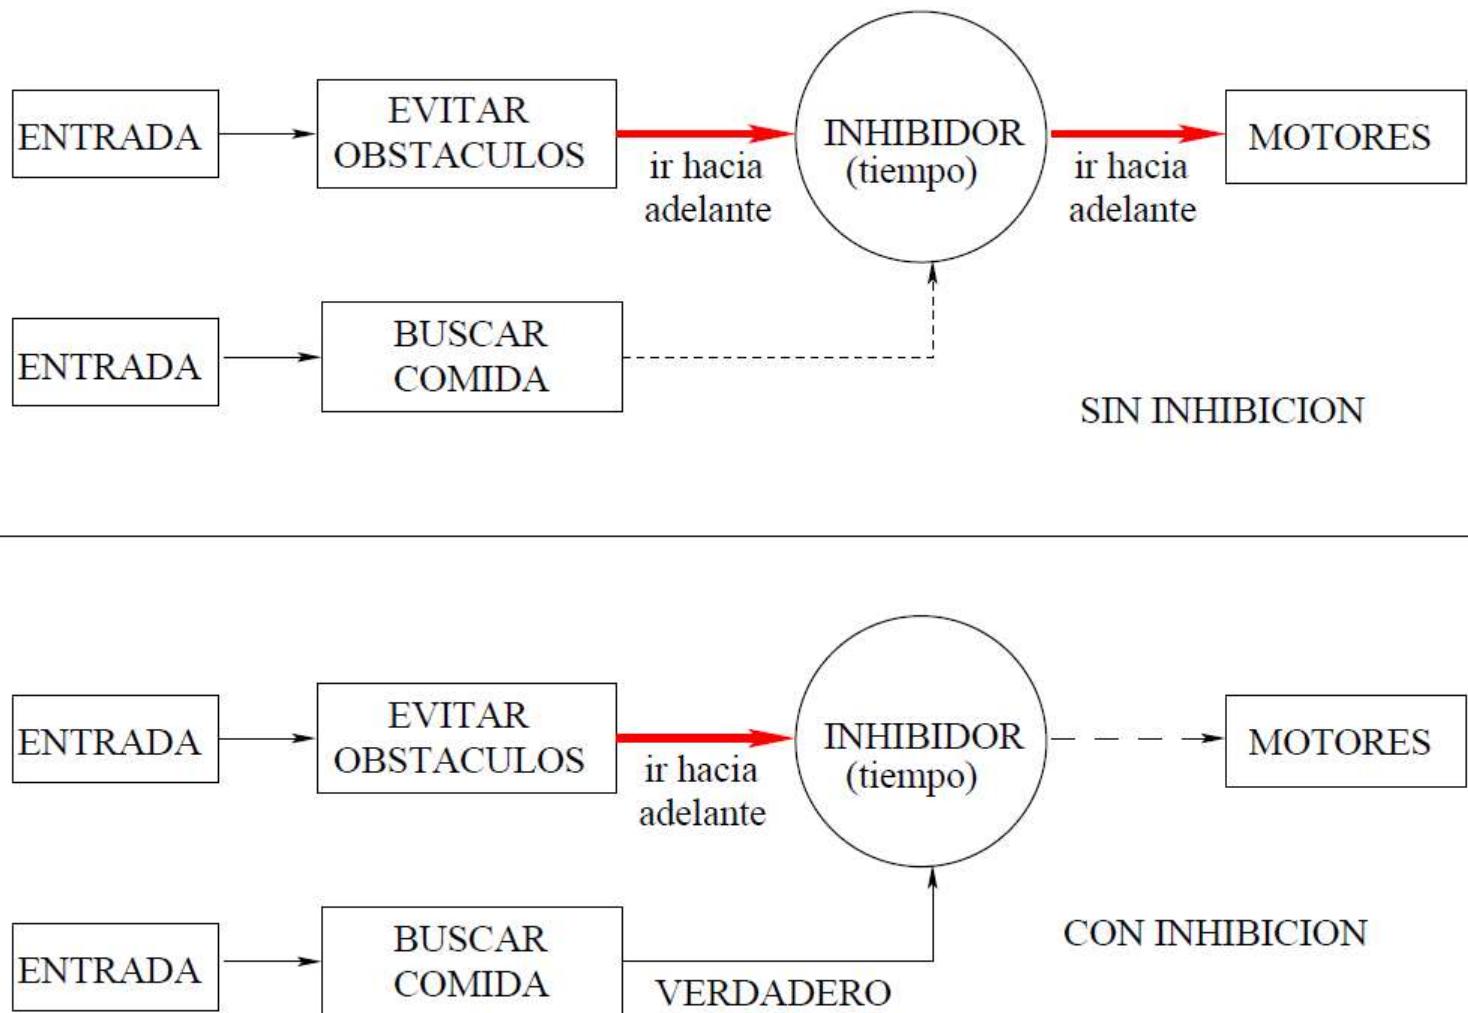 ENTRADA
EVITAR
OBSTACULOS
ir hacia
adelante
INHIBIDOR
(tiempo)
ir hacia
adelante
MOTORES
ENTRADA
BUSCAR
COMIDA
SIN INHIBICION
ENTRADA
EVITAR
OBSTACULOS
ir hacia
adelante
INHIBIDOR
(tiempo)
MOTORES
ENTRADA
BUSCAR
COMIDA
VERDADERO
CON INHIBICION